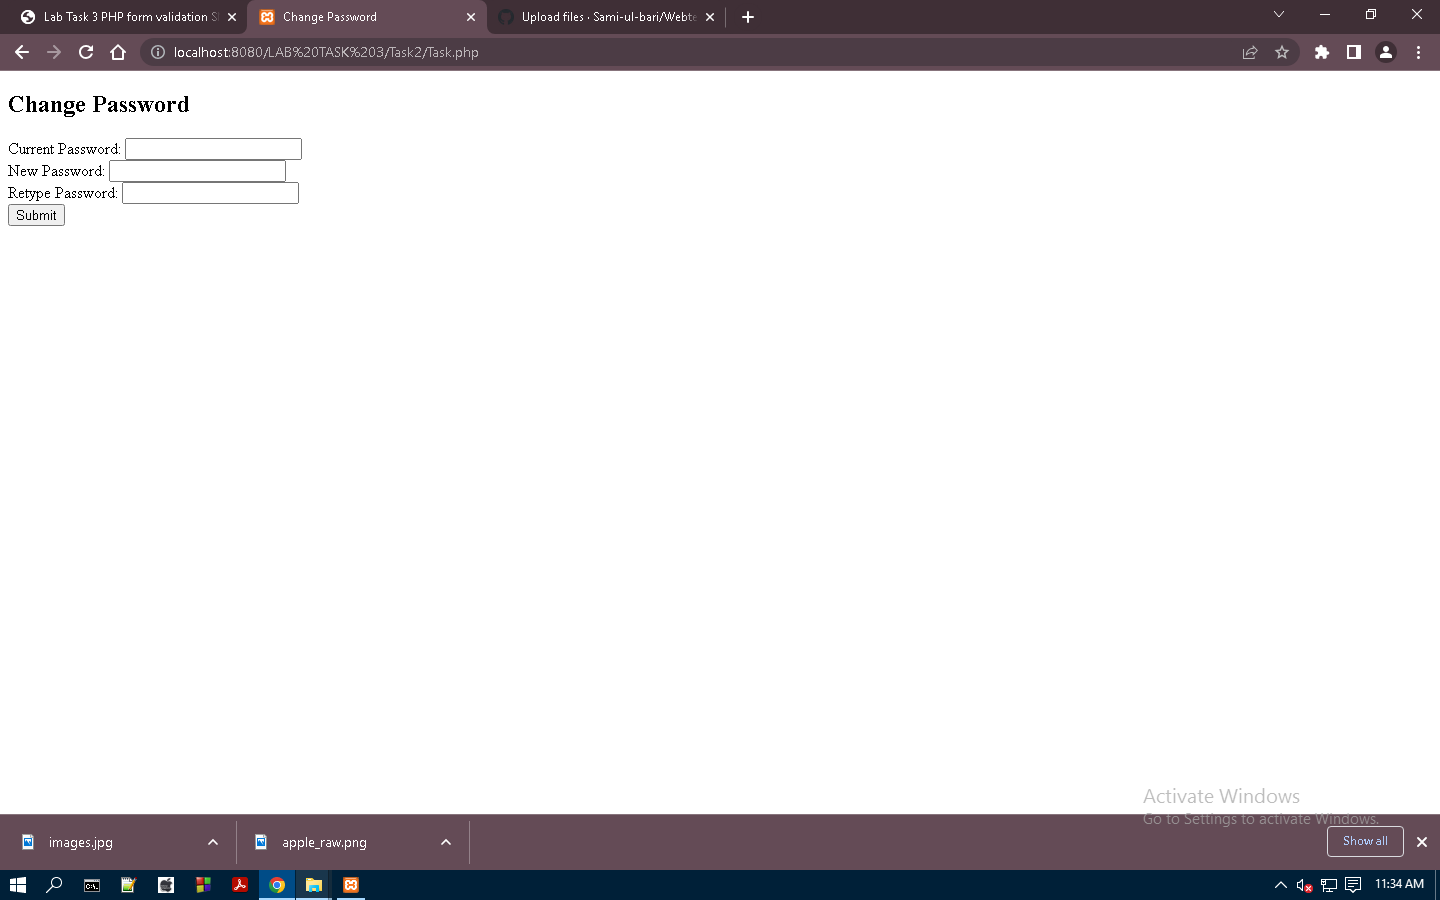 Lab Task 3 PHP form validation
Change Password
Upload files · Sami-ul-bari/Webte
localhost:8080/LAB%20TASK%203/Task2/Task.php
Change Password
Current Password:
New Password:
Retype Password:
Submit
Activate Windows
Go to Settings to activate Windows.
images.jpg
apple_raw.png
Show all
11:34 AM